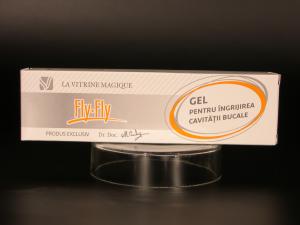 LA VITRINE MAGIQUE
Fly-Fly
PRODUS EXCLUSIV Dr. Doc.
GEL
PENTRU ÎNGRIJIREA
CAVITĂȚII BUCALE